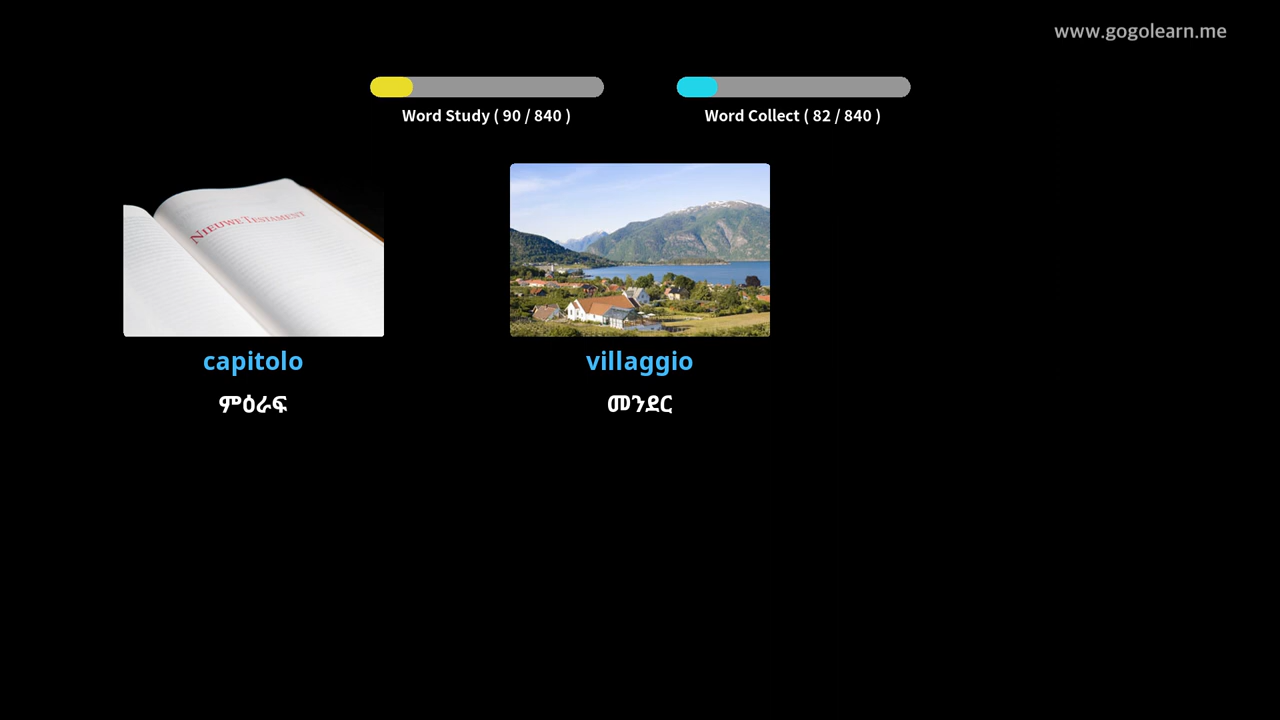 www.gogolearn.me
Word Study ( 90 / 840 )
Word Collect ( 82 / 840 )
NIEUWE TESTAMENT
capitolo
ምዕራፍ
villaggio
መንደር